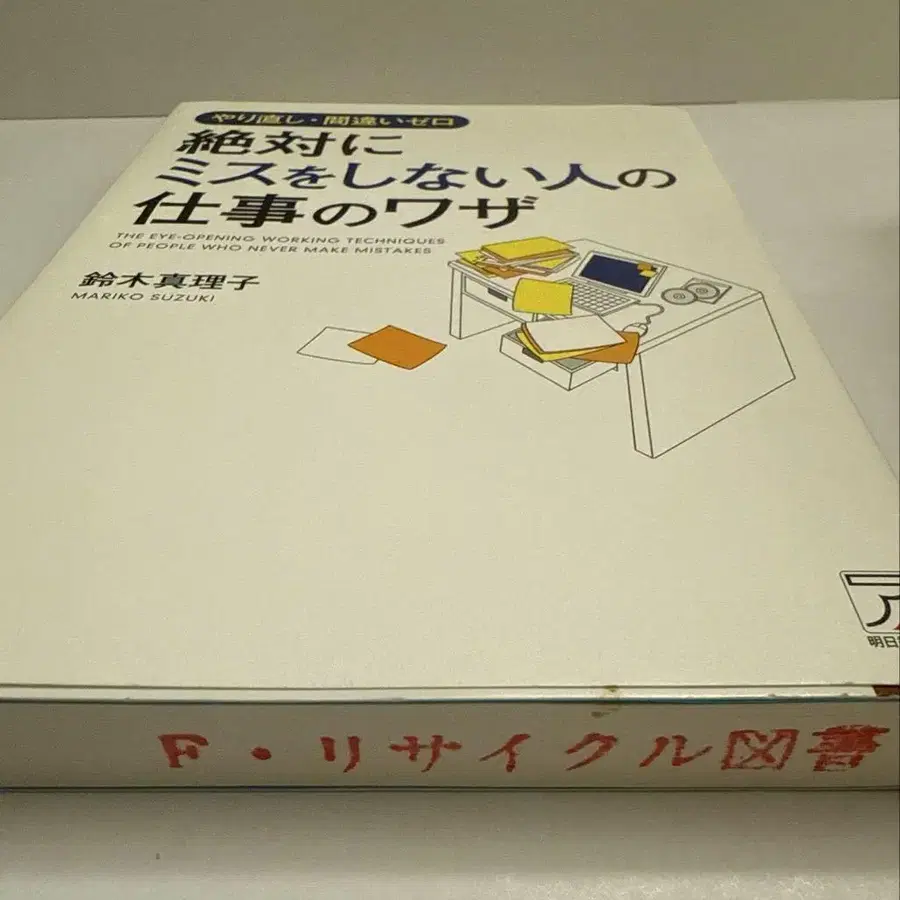 やり直し・間違いゼロ
絶対に
ミスをしない人の
仕事のワザ
THE EYE-OPENING WORKING TECHNIQUES
OF PEOPLE WHO NEVER MAKE MISTAKES
鈴木真理子
MARIKO SUZUKI
明日
F・リサイクル図書